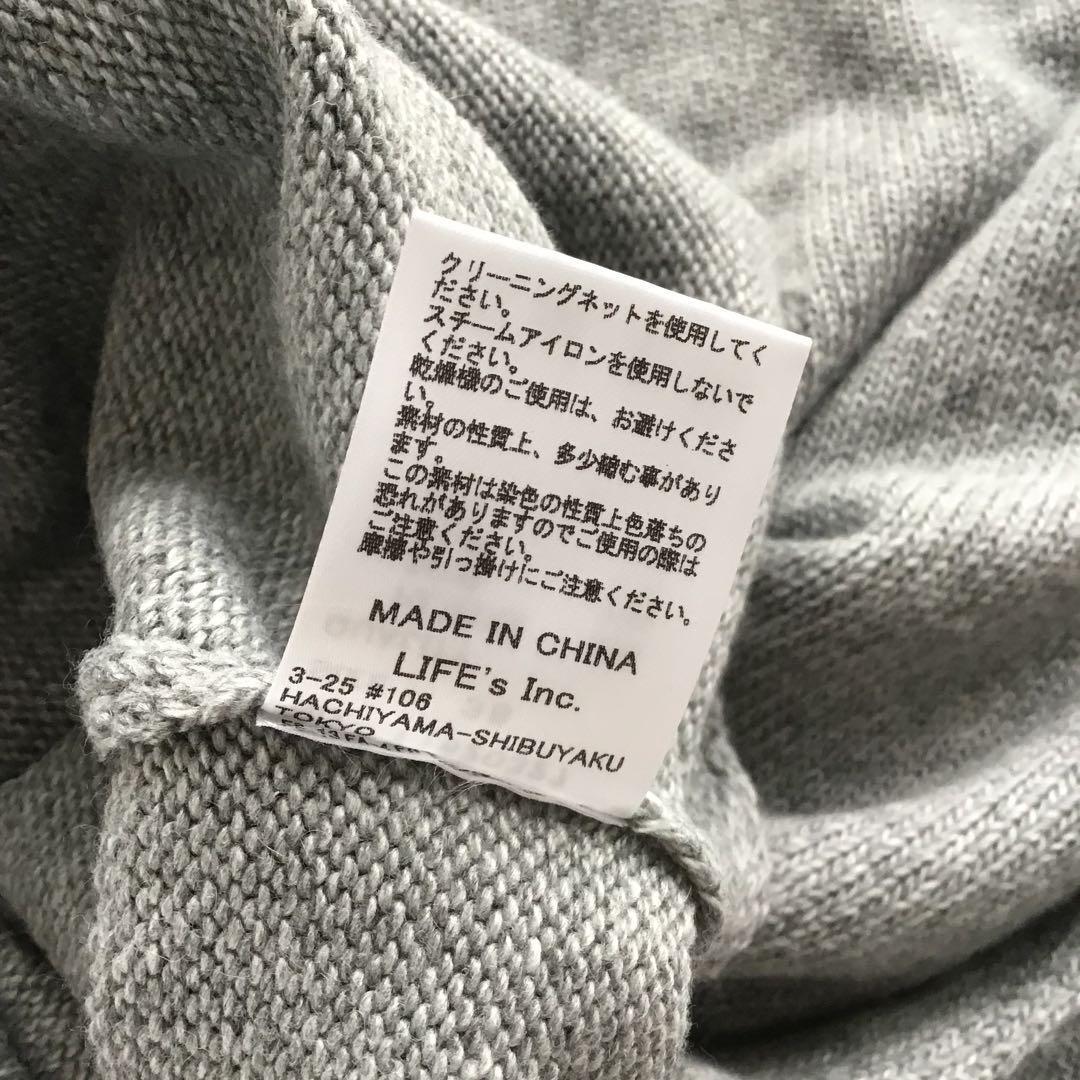 クリーニングネットを使用してく
ださい。
スチームアイロンを使用しないで
ください。
乾燥機のご使用は、お避けくださ
い。
素材の性質上、多少縮む事があり
ます。
この素材は染色の性質上色落ちの
恐れがありますのでご使用の際は
ご注意ください。
摩擦や引っ掛けにご注意ください。
MADE IN CHINA
LIFE's Inc.
3-25 #106
HACHIYAMA-SHIBUYAKU
TOKYO